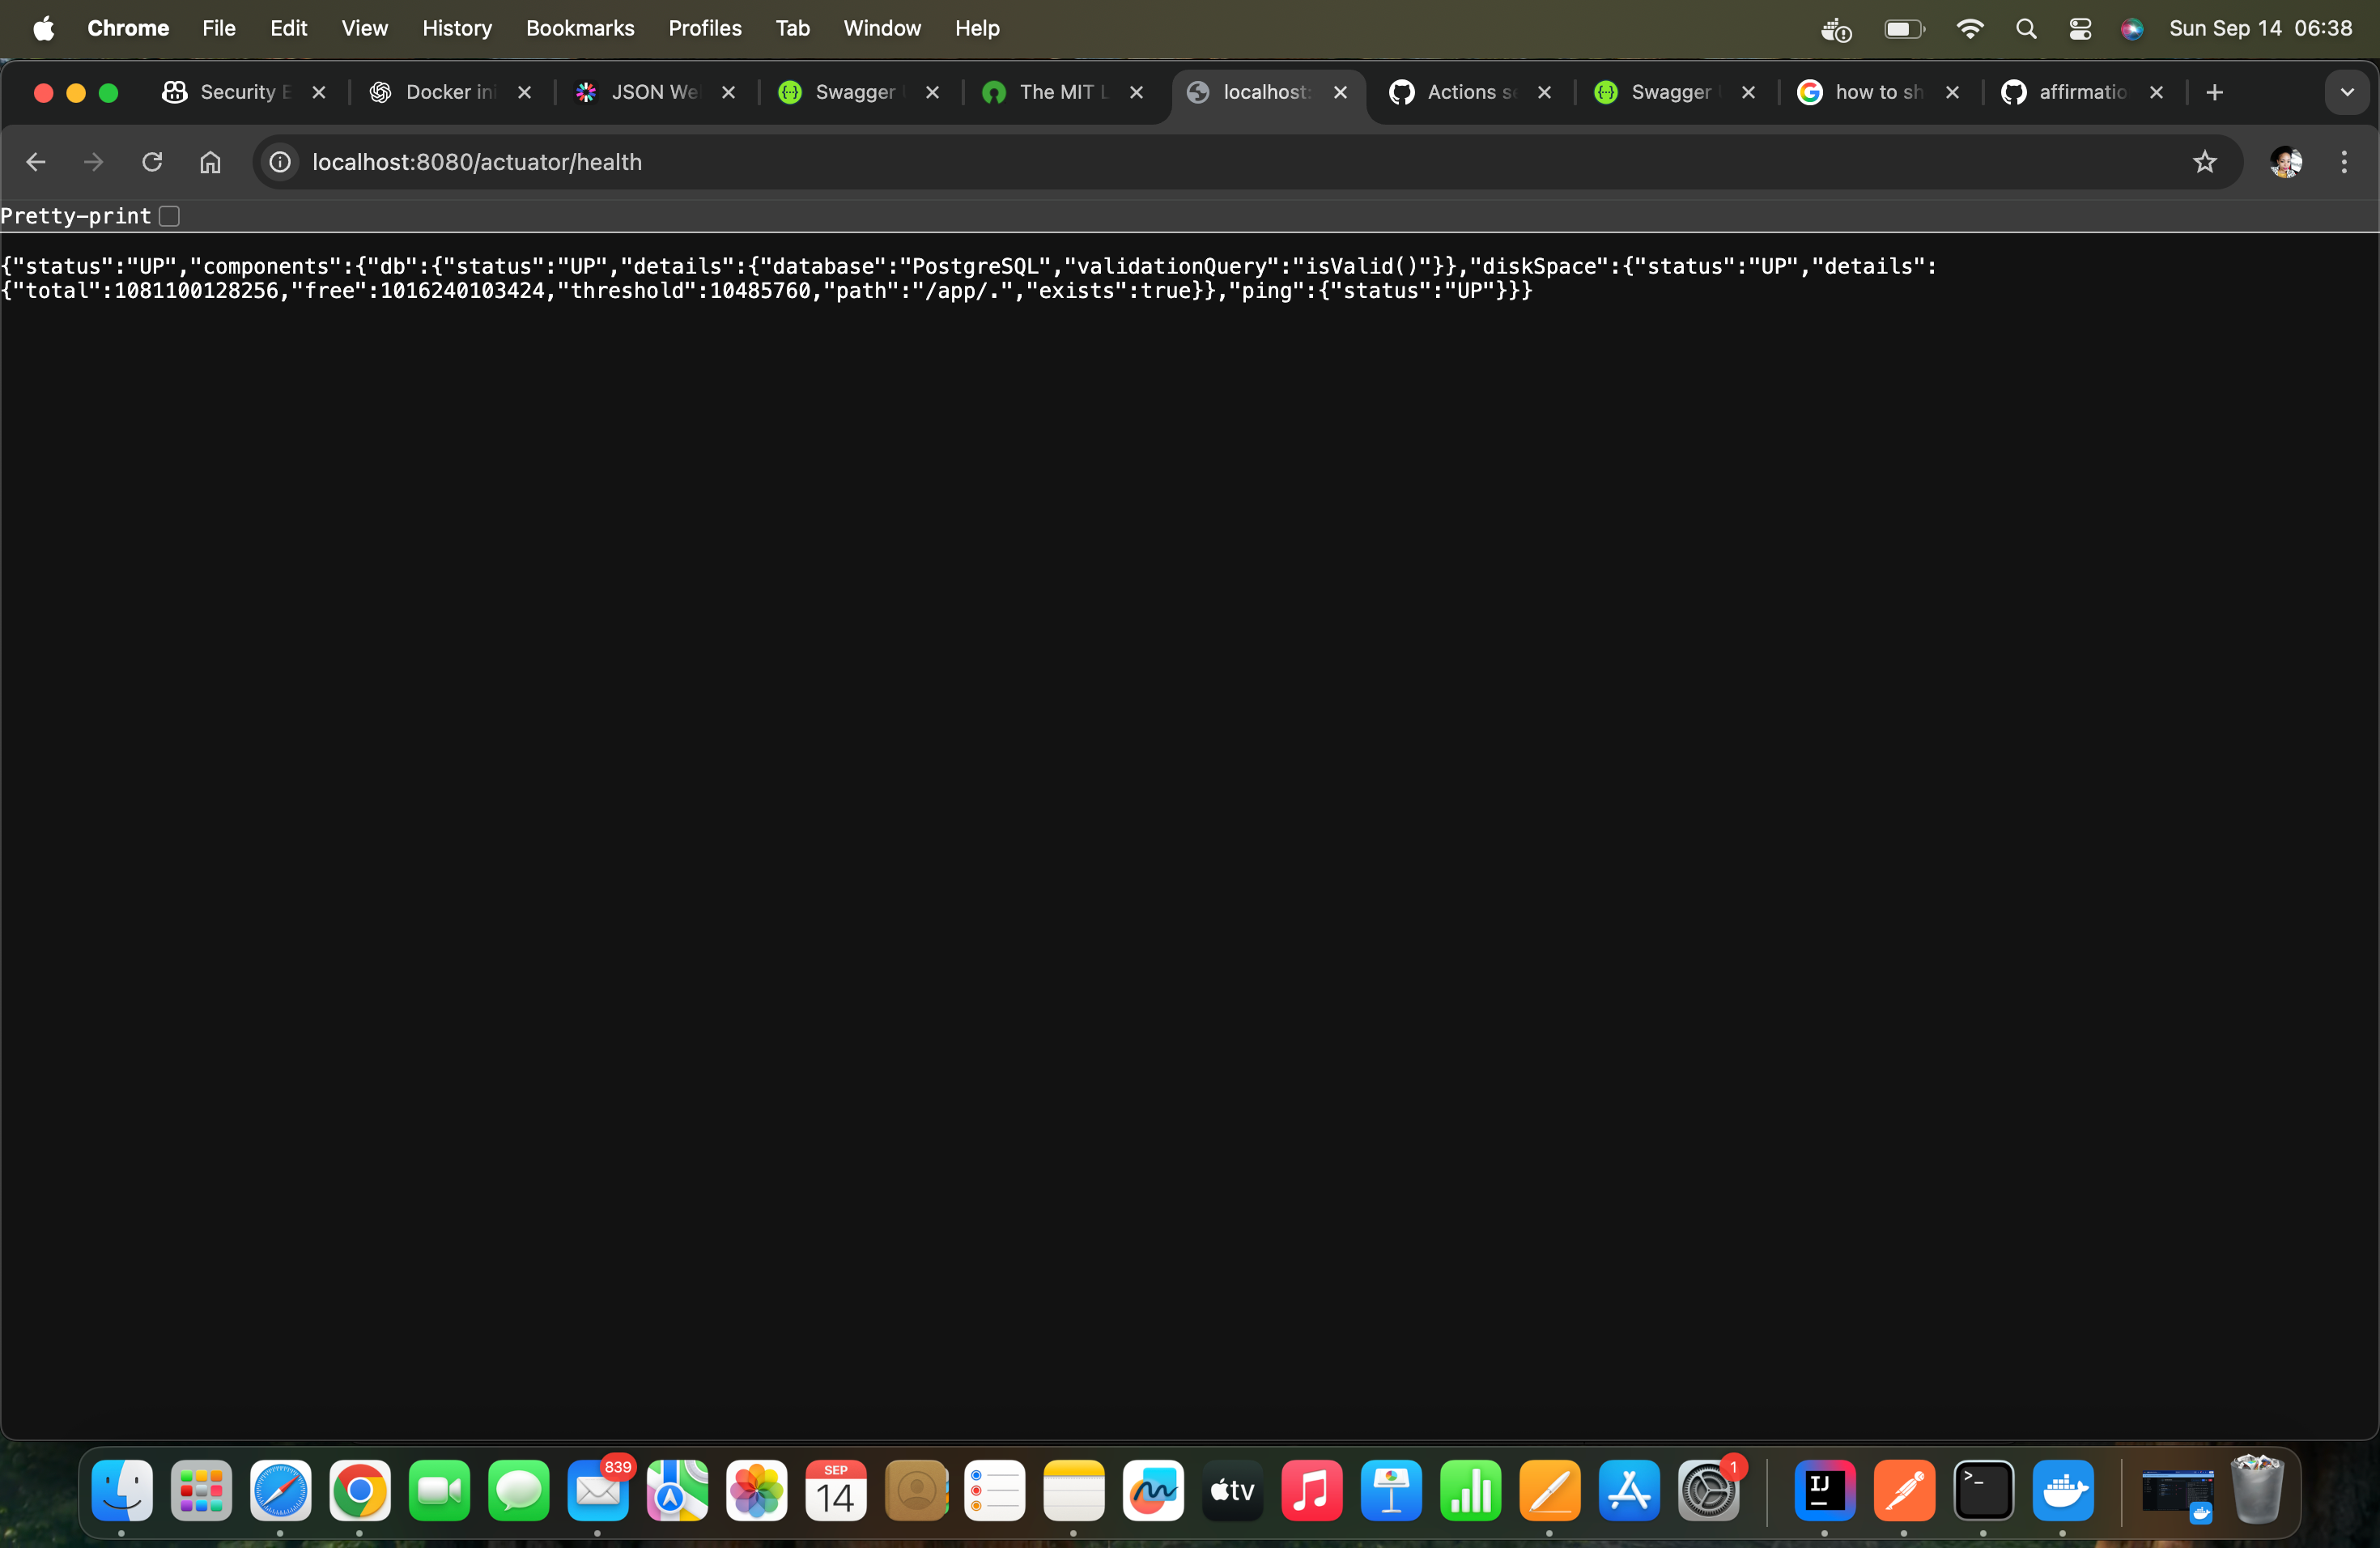 Chrome File Edit View History Bookmarks Profiles Tab Window Help Sun Sep 14 06:38
Security E Docker ini JSON We Swagger The MIT L localhost: Actions se Swagger how to sh affirmatio
localhost:8080/actuator/health
Pretty-print
{"status":"UP","components":{"db":{"status":"UP","details":{"database":"PostgreSQL","validationQuery":"isValid()"}},"diskSpace":{"status":"UP","details":
{"total":1081100128256,"free":1016240103424,"threshold":10485760,"path":"/app/.","exists":true}},"ping":{"status":"UP"}}}
839
SEP
14
tv
1
IJ
>_